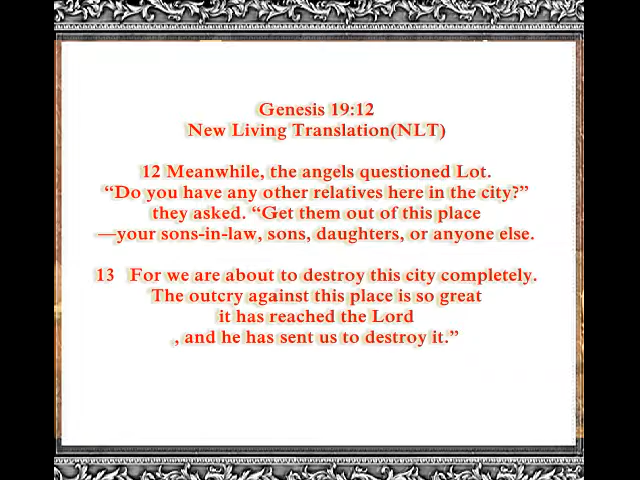 Genesis 19:12
New Living Translation(NLT)
12 Meanwhile, the angels questioned Lot.
“Do you have any other relatives here in the city?”
they asked. “Get them out of this place
—your sons-in-law, sons, daughters, or anyone else.
13 For we are about to destroy this city completely.
The outcry against this place is so great
it has reached the Lord
, and he has sent us to destroy it.”